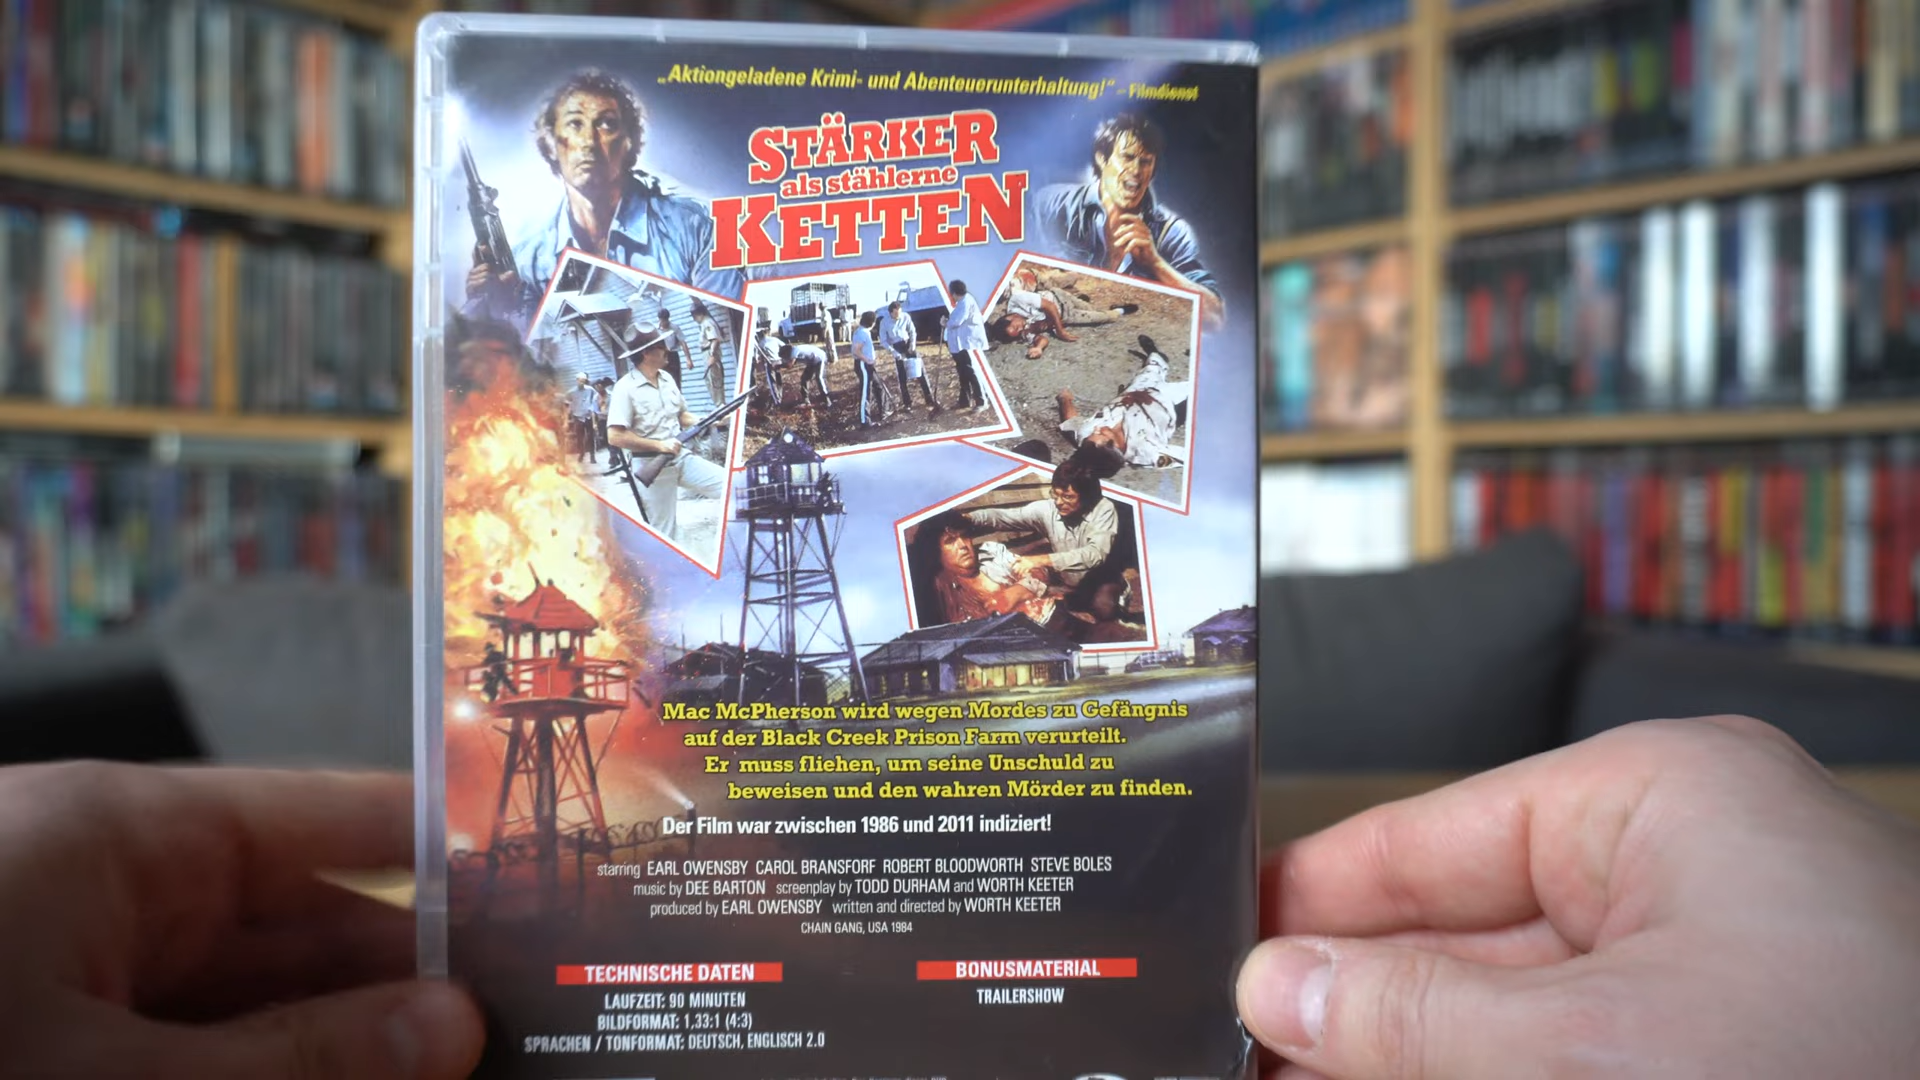 „Aktiongeladene Krimi- und Abenteuerunterhaltung!“ – Filmdienst
STÄRKER
als stählerne
KETTEN
Mac McPherson wird wegen Mordes zu Gefängnis
auf der Black Creek Prison Farm verurteilt.
Er muss fliehen, um seine Unschuld zu
beweisen und den wahren Mörder zu finden.
Der Film war zwischen 1986 und 2011 indiziert!
starring EARL OWENSBY CAROL BRANSFORF ROBERT BLOODWORTH STEVE BOLES
music by DEE BARTON screenplay by TODD DURHAM and WORTH KEETER
produced by EARL OWENSBY written and directed by WORTH KEETER
CHAIN GANG, USA 1984
TECHNISCHE DATEN
LAUFZEIT: 90 MINUTEN
BILDFORMAT: 1,33:1 (4:3)
SPRACHEN / TONFORMAT: DEUTSCH, ENGLISCH 2.0
BONUSMATERIAL
TRAILERSHOW